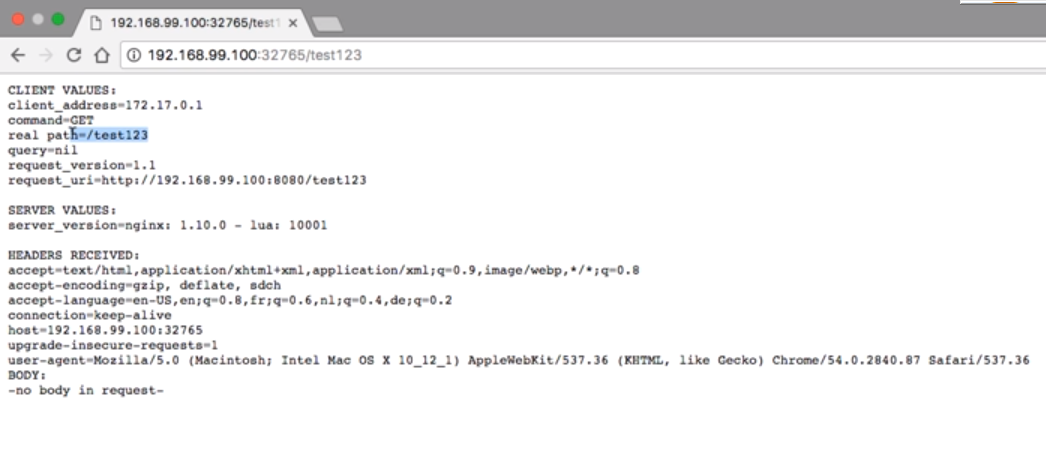 192.168.99.100:32765/test1
192.168.99.100:32765/test123
CLIENT VALUES:
client_address=172.17.0.1
command=GET
real path=/test123
query=nil
request_version=1.1
request_uri=http://192.168.99.100:8080/test123
SERVER VALUES:
server_version=nginx: 1.10.0 - lua: 10001
HEADERS RECEIVED:
accept=text/html,application/xhtml+xml,application/xml;q=0.9,image/webp,*/*;q=0.8
accept-encoding=gzip, deflate, sdch
accept-language=en-US,en;q=0.8,fr;q=0.6,nl;q=0.4,de;q=0.2
connection=keep-alive
host=192.168.99.100:32765
upgrade-insecure-requests=1
user-agent=Mozilla/5.0 (Macintosh; Intel Mac OS X 10_12_1) AppleWebKit/537.36 (KHTML, like Gecko) Chrome/54.0.2840.87 Safari/537.36
BODY:
-no body in request-